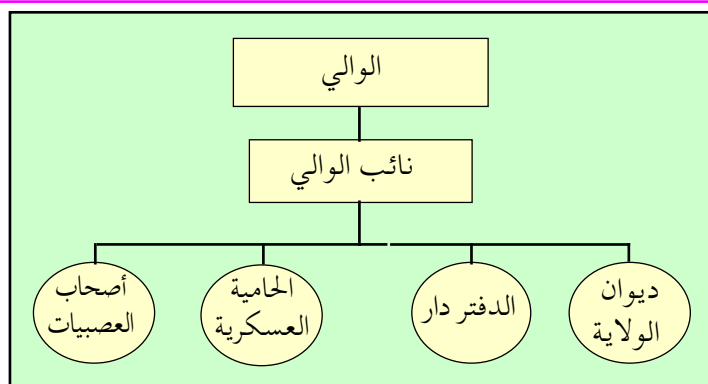 الوالي
نائب الوالي
ديوان
الولاية
الدفتر دار
الحامية
العسكرية
أصحاب
العصبيات